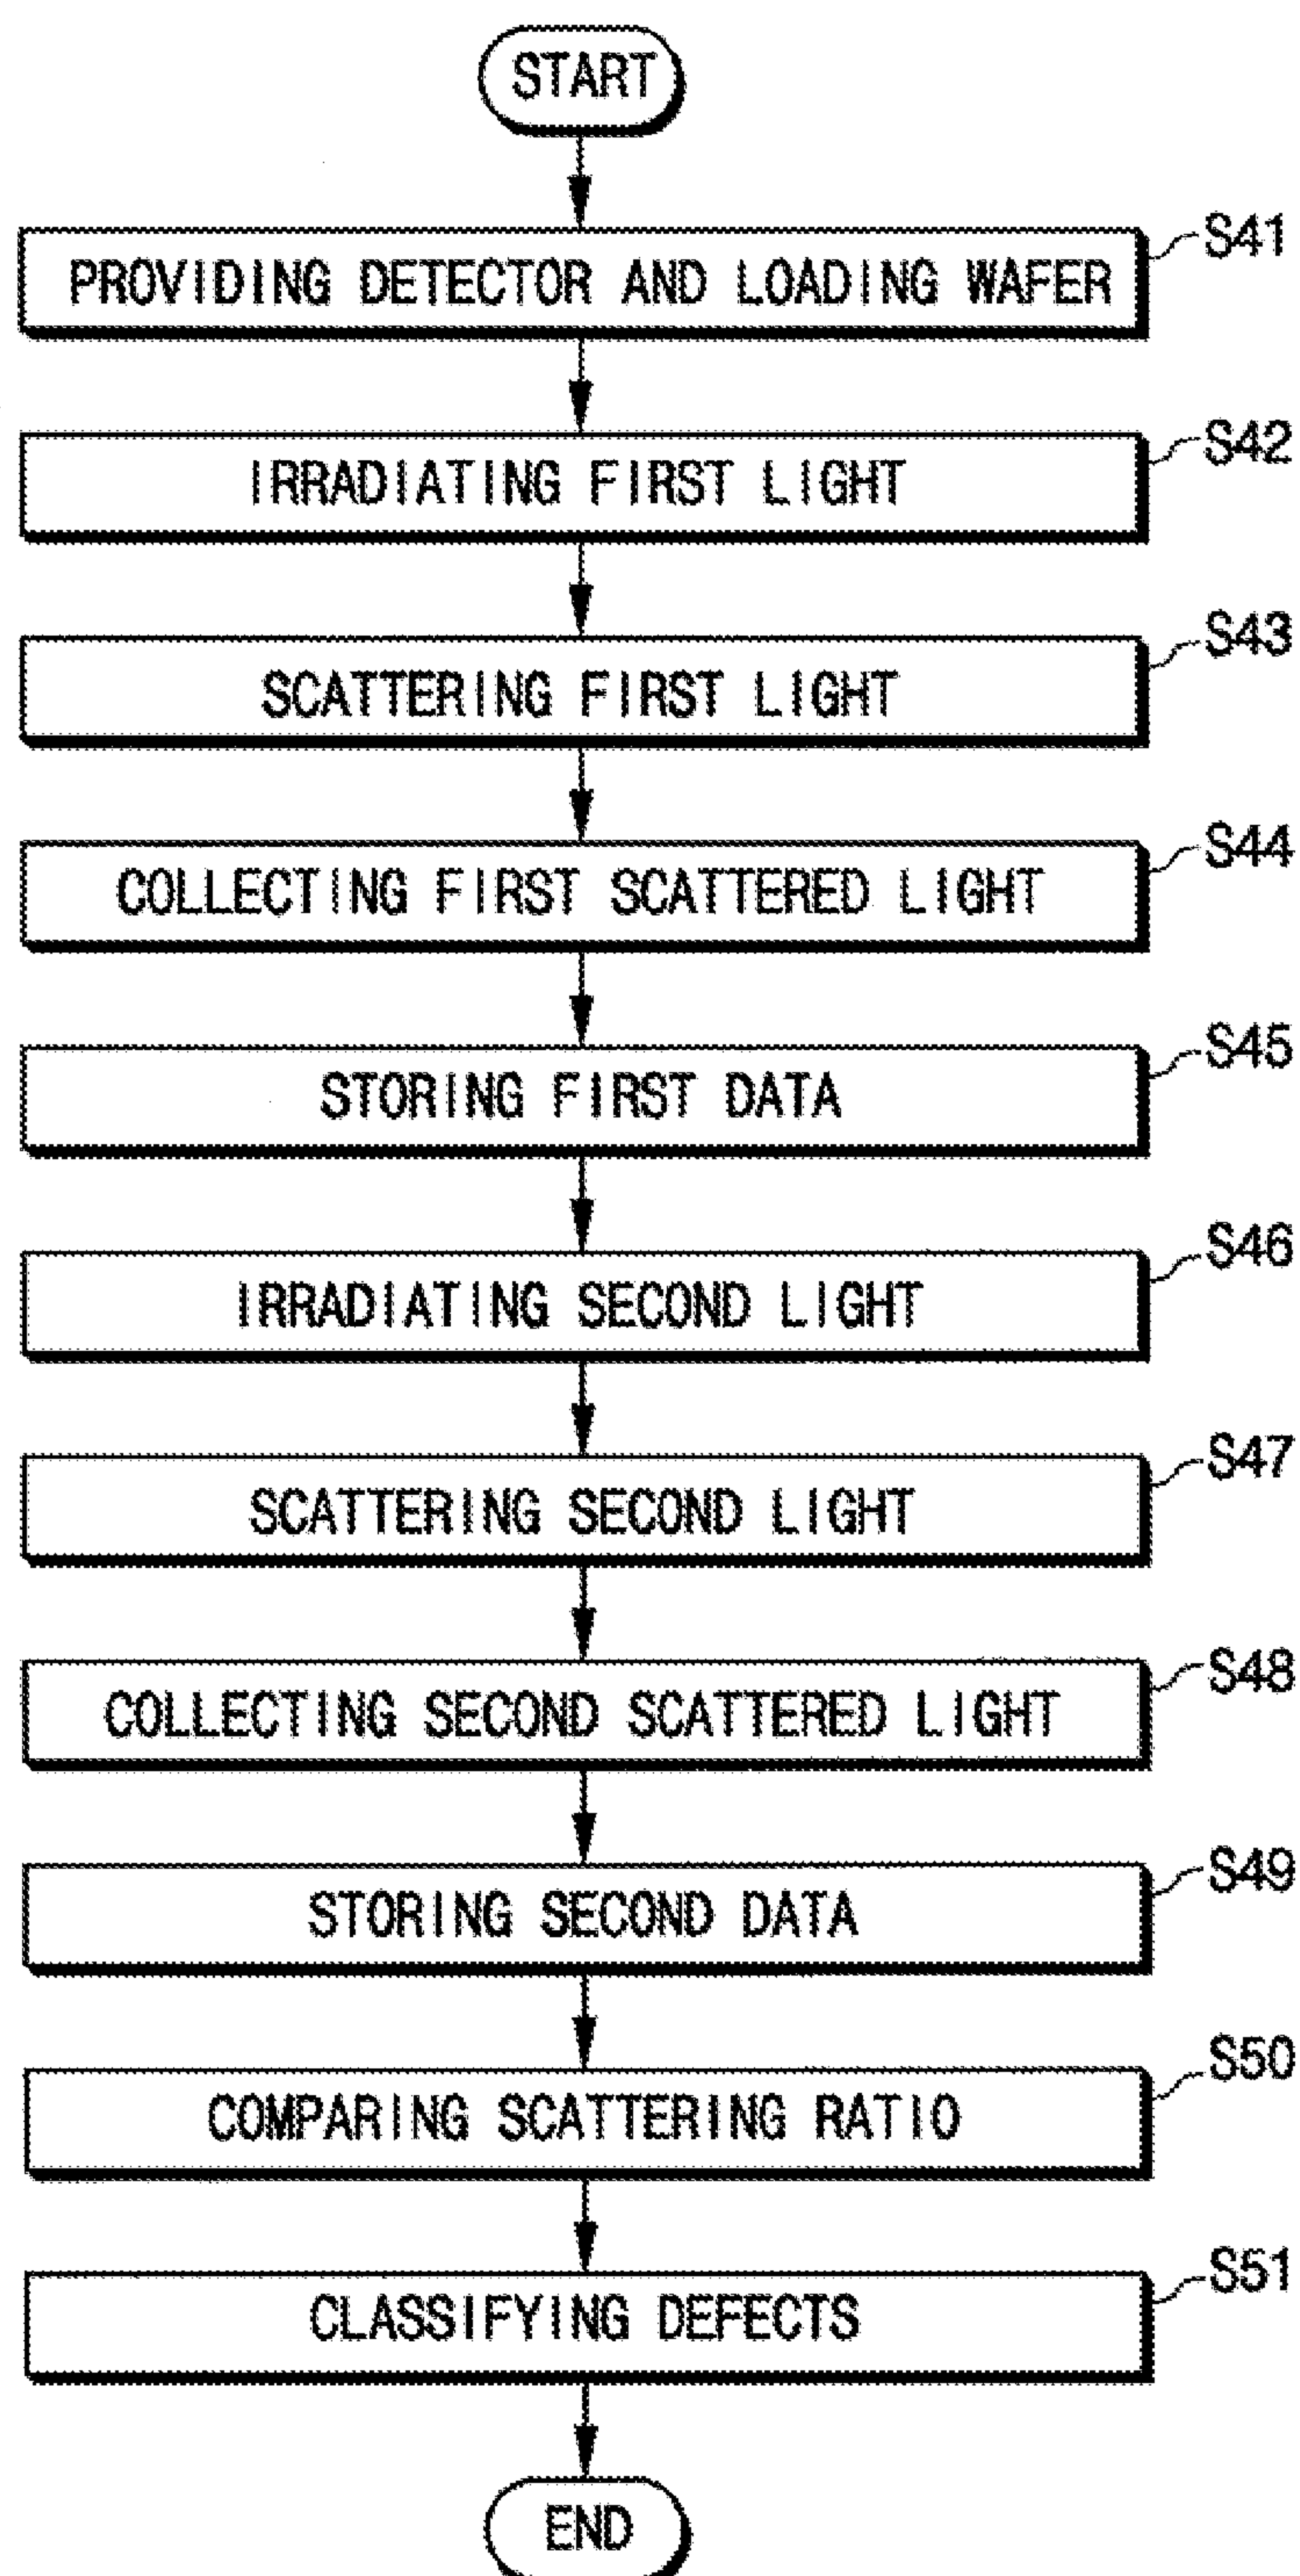 START
S41
PROVIDING DETECTOR AND LOADING WAFER
S42
IRRADIATING FIRST LIGHT
S43
SCATTERING FIRST LIGHT
S44
COLLECTING FIRST SCATTERED LIGHT
S45
STORING FIRST DATA
S46
IRRADIATING SECOND LIGHT
S47
SCATTERING SECOND LIGHT
S48
COLLECTING SECOND SCATTERED LIGHT
S49
STORING SECOND DATA
S50
COMPARING SCATTERING RATIO
S51
CLASSIFYING DEFECTS
END